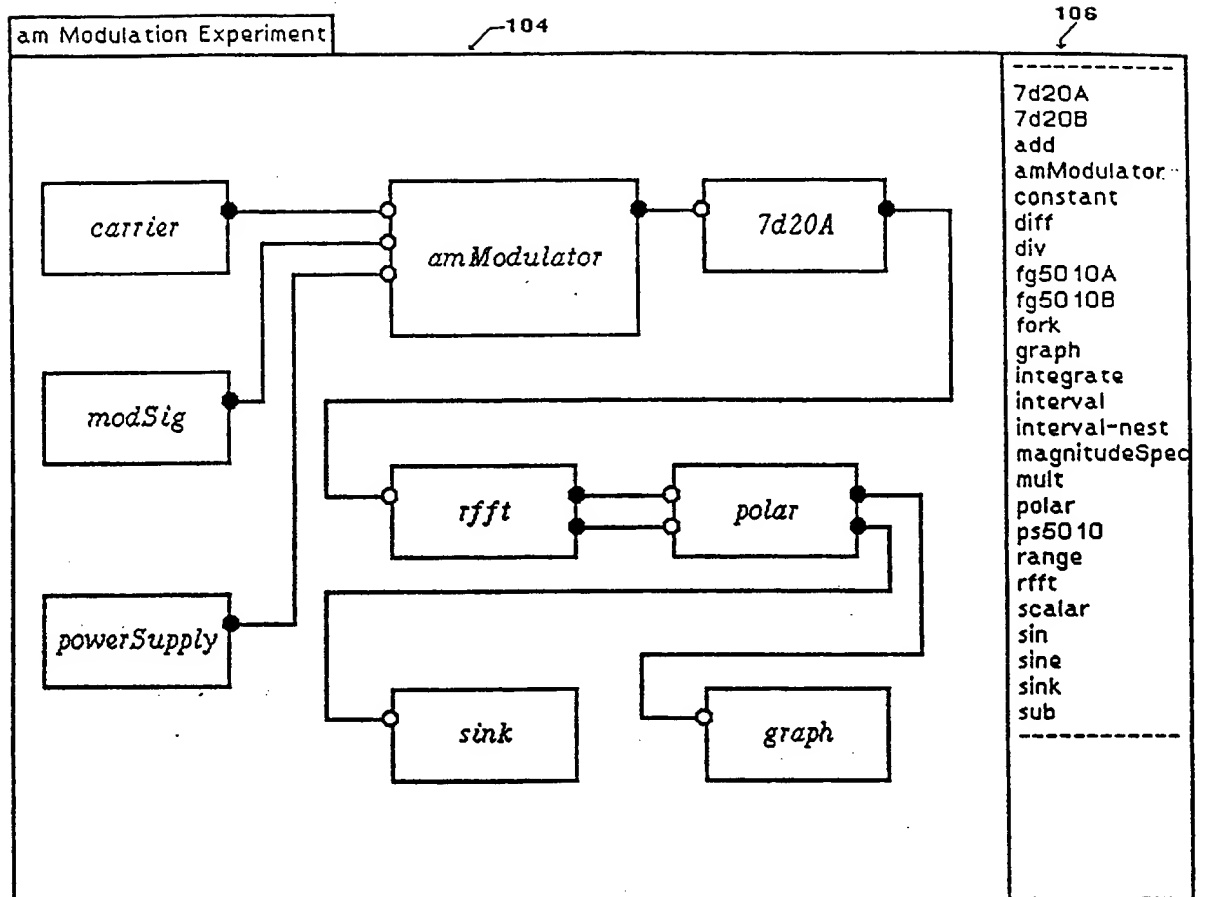 104
106
am Modulation Experiment
carrier
amModulator
7d20A
modSig
rfft
polar
powerSupply
sink
graph
7d20A
7d20B
add
amModulator
constant
diff
div
fg5010A
fg5010B
fork
graph
integrate
interval
interval-nest
magnitudeSpec
mult
polar
ps5010
range
rfft
scalar
sin
sine
sink
sub